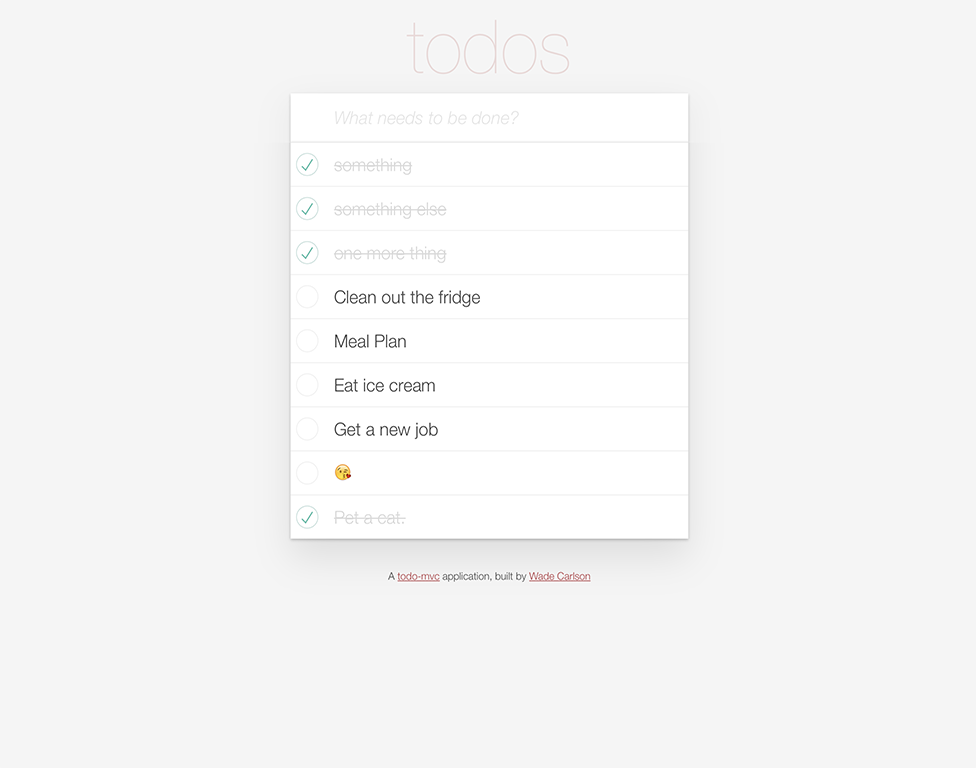 todos
What needs to be done?
something
something else
one more thing
Clean out the fridge
Meal Plan
Eat ice cream
Get a new job
😘
Pet a cat.
A todo-mvc application, built by Wade Carlson